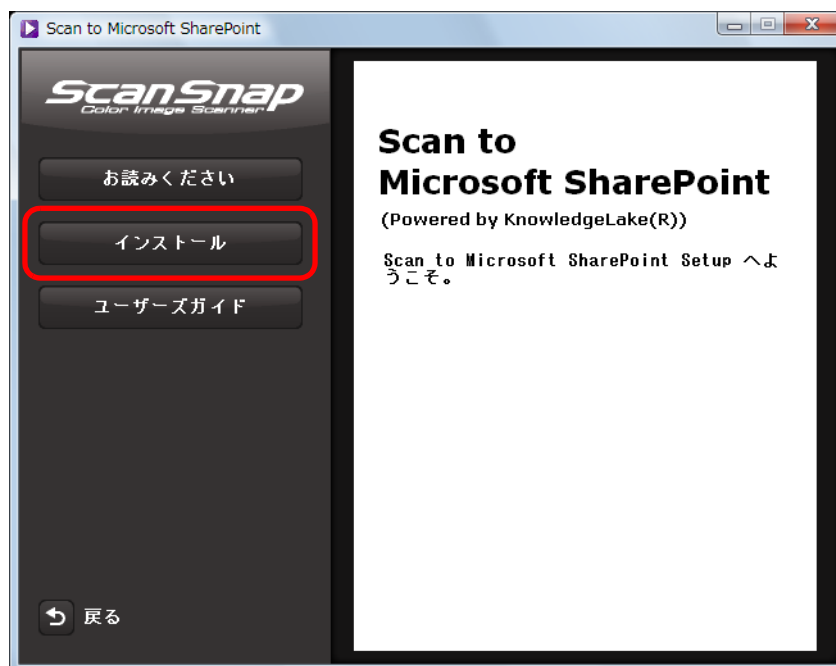 Scan to Microsoft SharePoint
ScanSnap
Color Image Scanner
お読みください
インストール
ユーザーズガイド
戻る
Scan to
Microsoft SharePoint
(Powered by KnowledgeLake(R))
Scan to Microsoft SharePoint Setup へよ
うこそ。